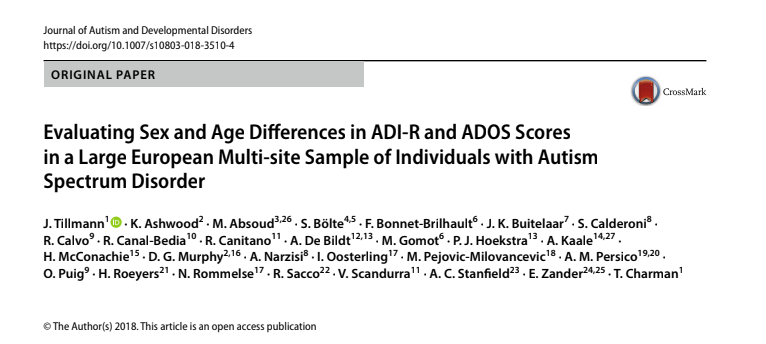 Journal of Autism and Developmental Disorders
https://doi.org/10.1007/s10803-018-3510-4
ORIGINAL PAPER
CrossMark
Evaluating Sex and Age Differences in ADI-R and ADOS Scores
in a Large European Multi-site Sample of Individuals with Autism
Spectrum Disorder
J. Tillmann1 iD · K. Ashwood2 · M. Absoud3,26 · S. Bölte4,5 · F. Bonnet-Brilhault6 · J. K. Buitelaar7 · S. Calderoni8 ·
R. Calvo9 · R. Canal-Bedia10 · R. Canitano11 · A. De Bildt12,13 · M. Gomot6 · P. J. Hoekstra13 · A. Kaale14,27 ·
H. McConachie15 · D. G. Murphy2,16 · A. Narzisi8 · I. Oosterling17 · M. Pejovic-Milovancevic18 · A. M. Persico19,20 ·
O. Puig9 · H. Roeyers21 · N. Rommelse17 · R. Sacco22 · V. Scandurra11 · A. C. Stanfield23 · E. Zander24,25 · T. Charman1
© The Author(s) 2018. This article is an open access publication